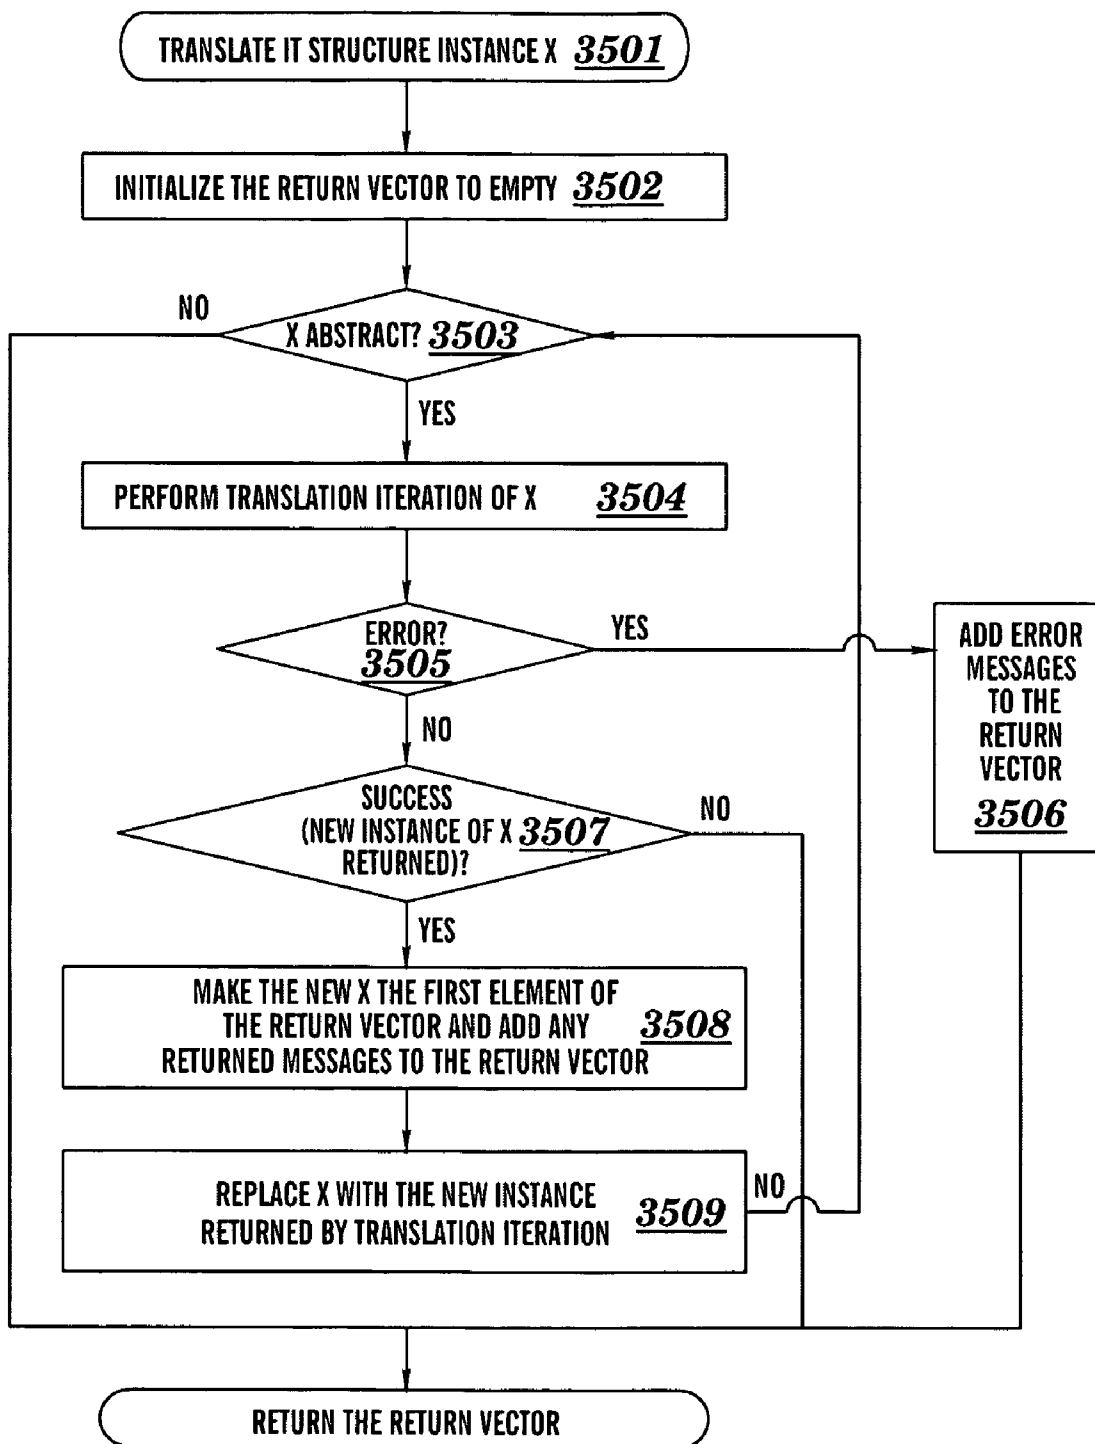 TRANSLATE IT STRUCTURE INSTANCE X 3501
INITIALIZE THE RETURN VECTOR TO EMPTY 3502
NO
X ABSTRACT? 3503
YES
PERFORM TRANSLATION ITERATION OF X 3504
ERROR?
3505
YES
ADD ERROR
MESSAGES
TO THE
RETURN
VECTOR
3506
NO
SUCCESS
(NEW INSTANCE OF X 3507
RETURNED)?
NO
YES
MAKE THE NEW X THE FIRST ELEMENT OF
THE RETURN VECTOR AND ADD ANY 3508
RETURNED MESSAGES TO THE RETURN VECTOR
REPLACE X WITH THE NEW INSTANCE
RETURNED BY TRANSLATION ITERATION 3509
NO
RETURN THE RETURN VECTOR